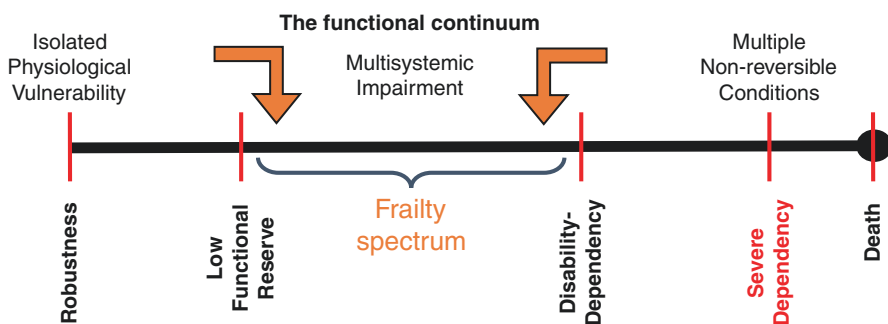 The functional continuum
Isolated
Physiological
Vulnerability
Multisystemic
Impairment
Multiple
Non-reversible
Conditions
Frailty
spectrum
Robustness
Low
Functional
Reserve
Disability-
Dependency
Severe
Dependency
Death